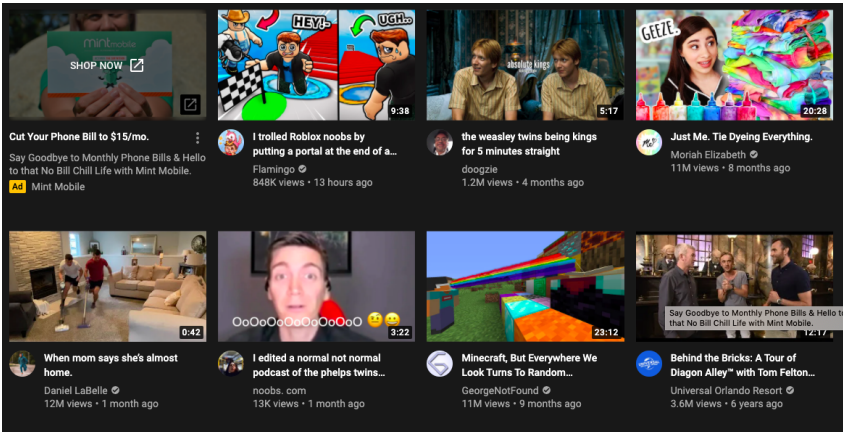 mintmobile
SHOP NOW
HEY!
UGH..
9:38
absolute kings
5:17
GEEZE.
20:28
Cut Your Phone Bill to $15/mo.
Say Goodbye to Monthly Phone Bills & Hello
to that No Bill Chill Life with Mint Mobile.
Ad Mint Mobile
I trolled Roblox noobs by
putting a portal at the end of a...
Flamingo
848K views • 13 hours ago
the weasley twins being kings
for 5 minutes straight
doogzie
1.2M views • 4 months ago
Just Me. Tie Dyeing Everything.
Moriah Elizabeth
11M views • 8 months ago
0:42
OoOoOoOoOoOoOoO
3:22
23:12
Say Goodbye to Monthly Phone Bills & Hello to
that No Bill Chill Life with Mint Mobile.
12:17
When mom says she's almost
home.
Daniel LaBelle
12M views • 1 month ago
I edited a normal not normal
podcast of the phelps twins...
noobs. com
13K views • 1 month ago
Minecraft, But Everywhere We
Look Turns To Random...
GeorgeNotFound
11M views • 9 months ago
Behind the Bricks: A Tour of
Diagon Alley™ with Tom Felton...
Universal Orlando Resort
3.6M views • 6 years ago